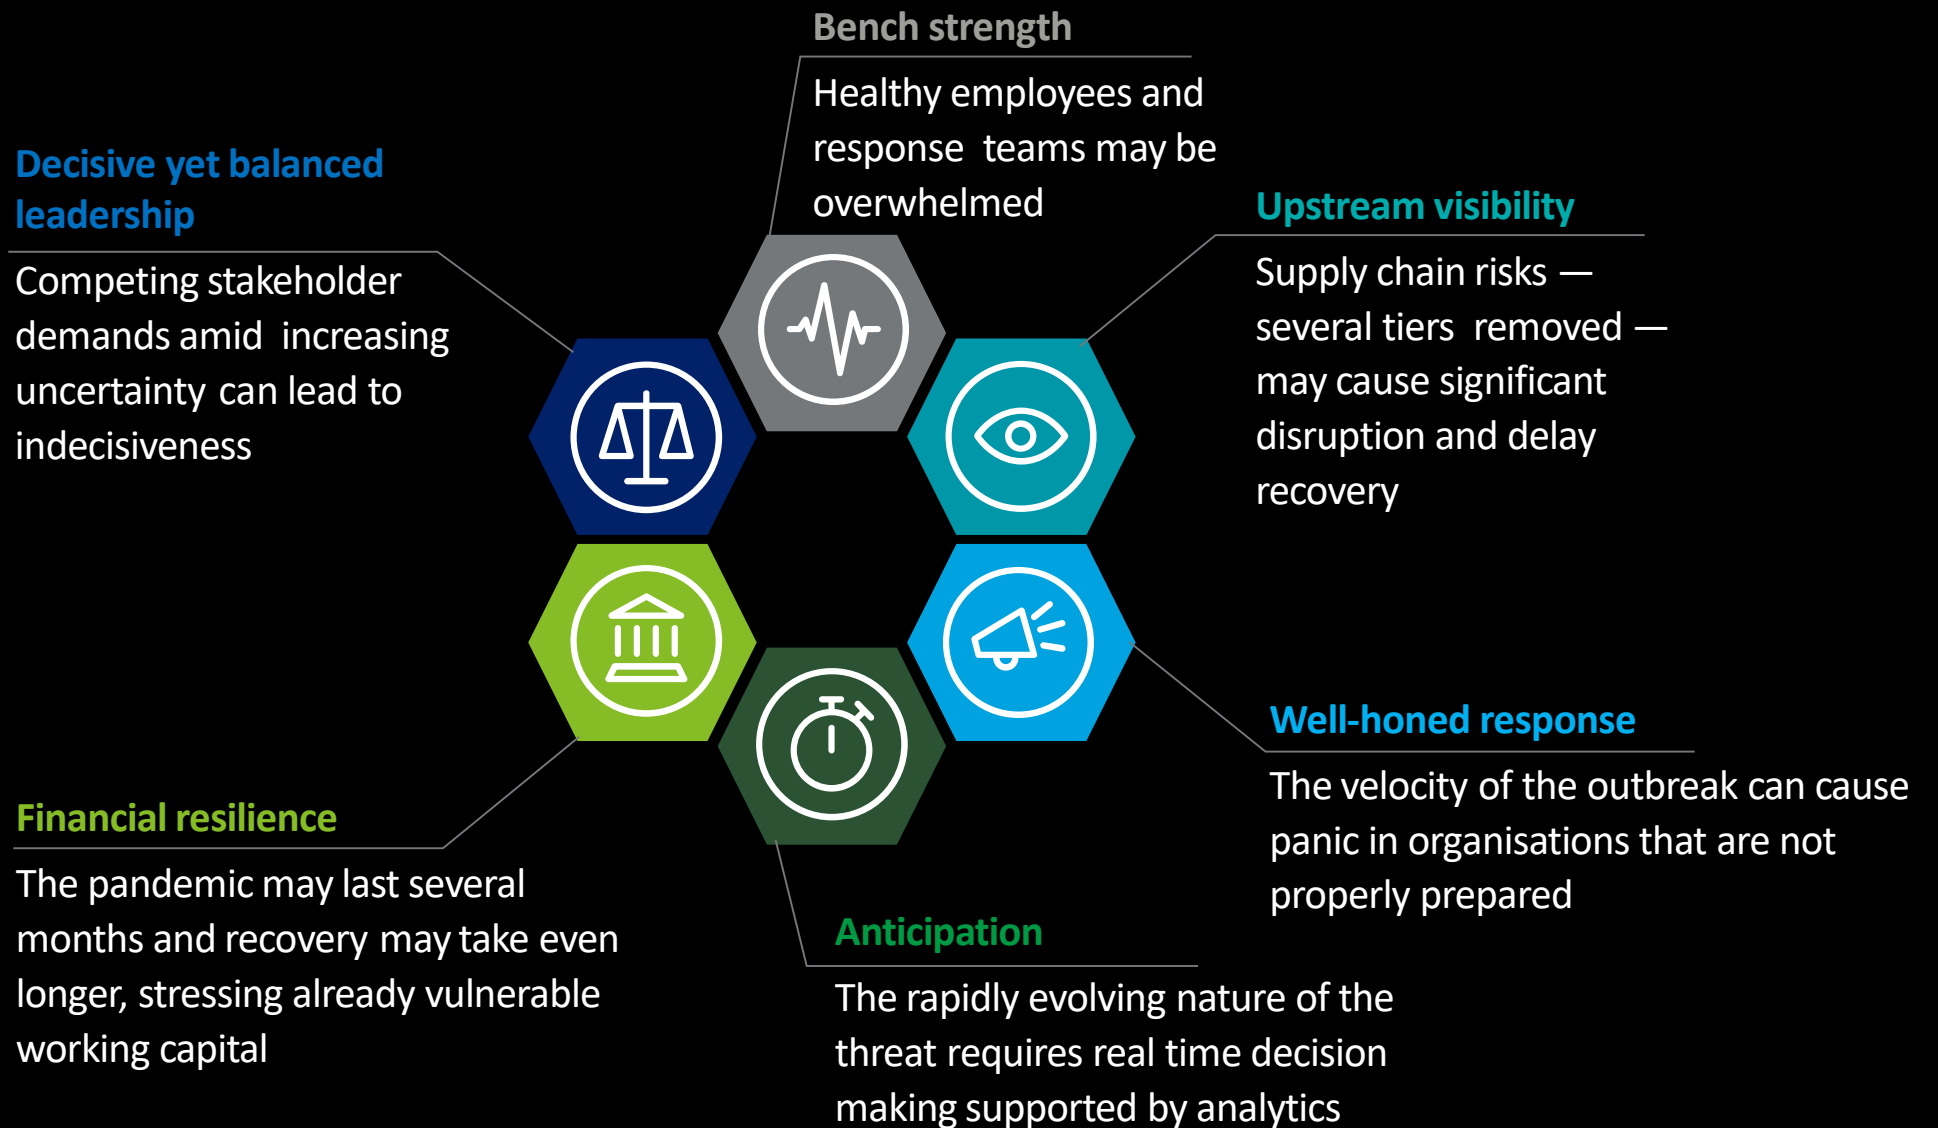 Bench strength
Healthy employees and
response teams may be
overwhelmed
Decisive yet balanced
leadership
Competing stakeholder
demands amid increasing
uncertainty can lead to
indecisiveness
Upstream visibility
Supply chain risks —
several tiers removed —
may cause significant
disruption and delay
recovery
Well-honed response
The velocity of the outbreak can cause
panic in organisations that are not
properly prepared
Financial resilience
The pandemic may last several
months and recovery may take even
longer, stressing already vulnerable
working capital
Anticipation
The rapidly evolving nature of the
threat requires real time decision
making supported by analytics